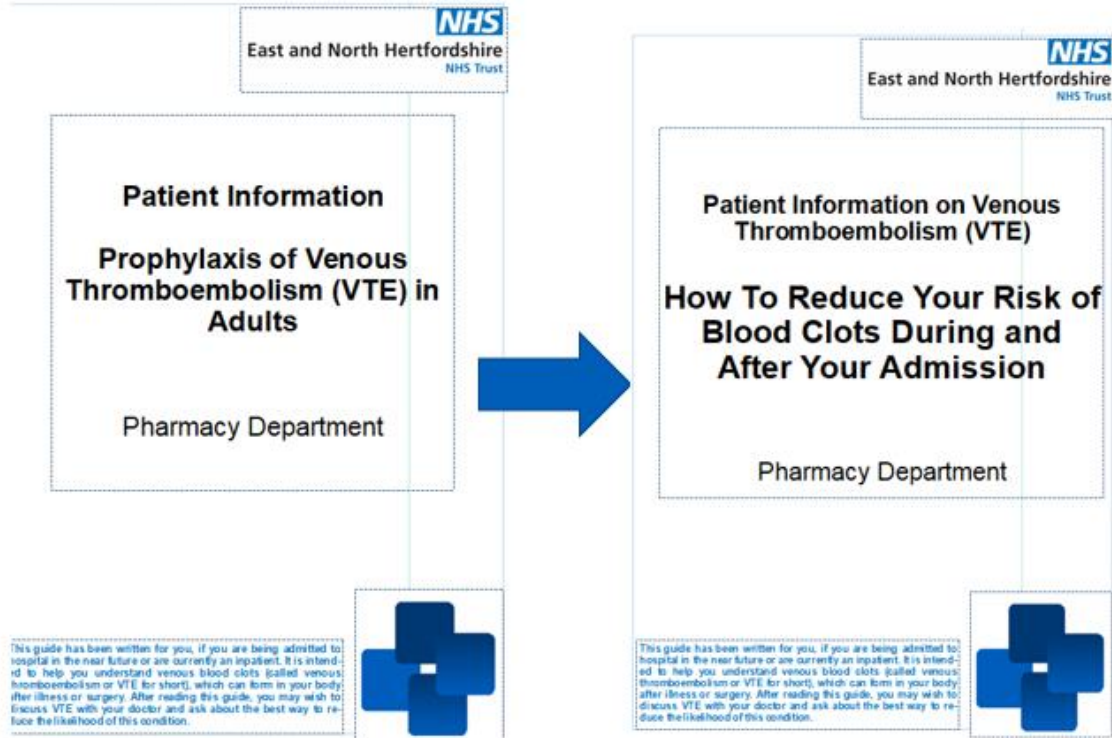 NHS
East and North Hertfordshire
NHS Trust
Patient Information
Prophylaxis of Venous
Thromboembolism (VTE) in
Adults
Pharmacy Department
This guide has been written for you, if you are being admitted to
hospital in the near future or are currently an inpatient. It is intend-
ed to help you understand venous blood clots (called venous
thromboembolism or VTE for short), which can form in your body
after illness or surgery. After reading this guide, you may wish to
discuss VTE with your doctor and ask about the best way to re-
duce the likelihood of this condition.
NHS
East and North Hertfordshire
NHS Trust
Patient Information on Venous
Thromboembolism (VTE)
How To Reduce Your Risk of
Blood Clots During and
After Your Admission
Pharmacy Department
This guide has been written for you, if you are being admitted to
hospital in the near future or are currently an inpatient. It is intend-
ed to help you understand venous blood clots (called venous
thromboembolism or VTE for short), which can form in your body
after illness or surgery. After reading this guide, you may wish to
discuss VTE with your doctor and ask about the best way to re-
duce the likelihood of this condition.